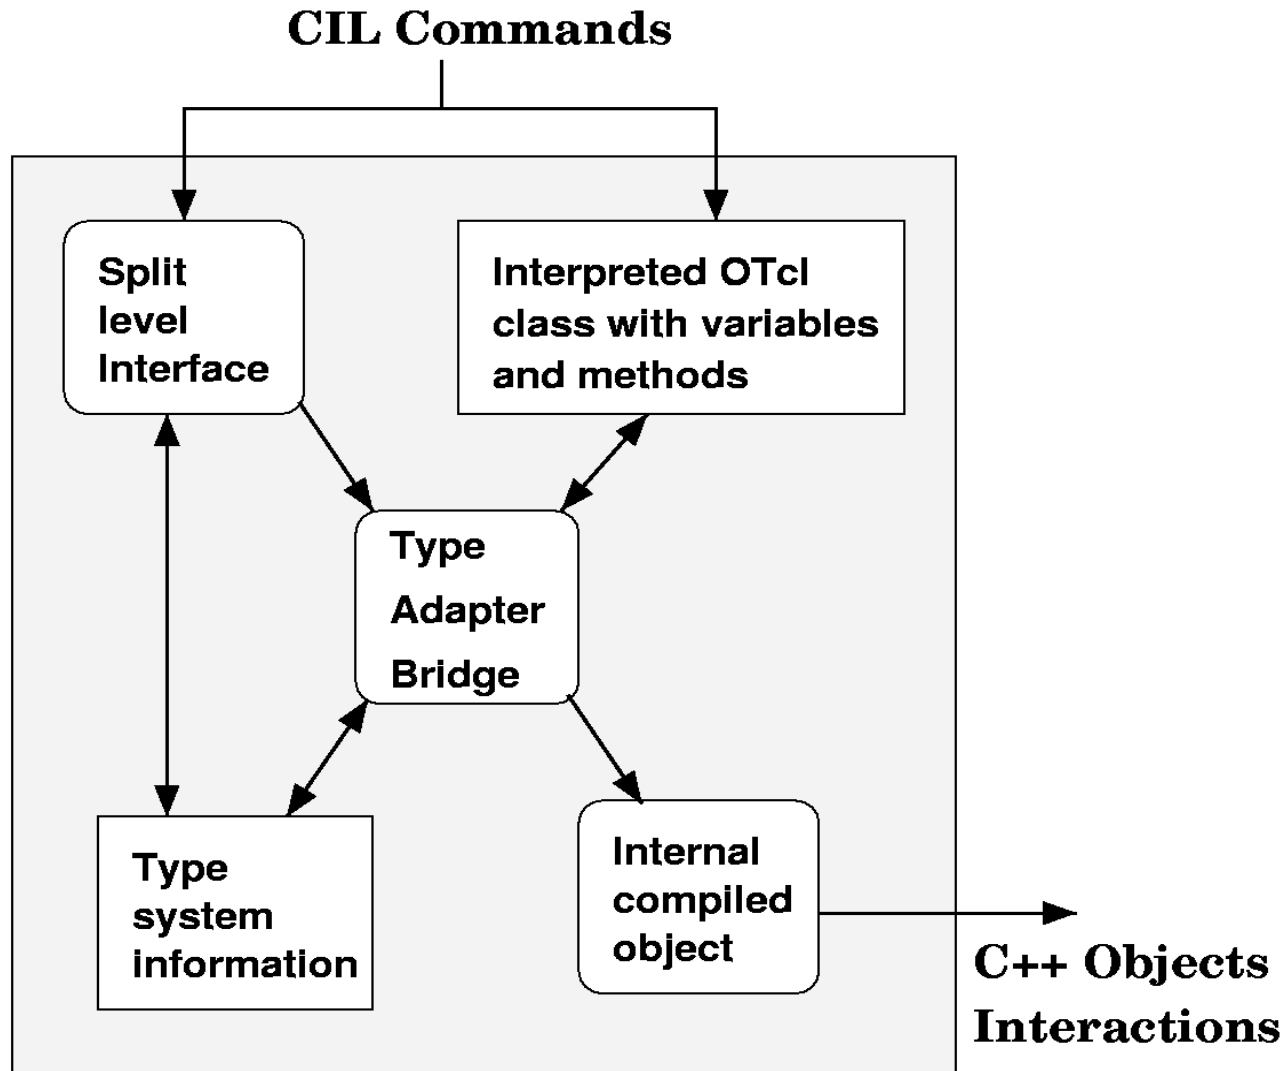 CIL Commands
Split
level
Interface
Interpreted OTcl
class with variables
and methods
Type
Adapter
Bridge
Type
system
information
Internal
compiled
object
C++ Objects
Interactions